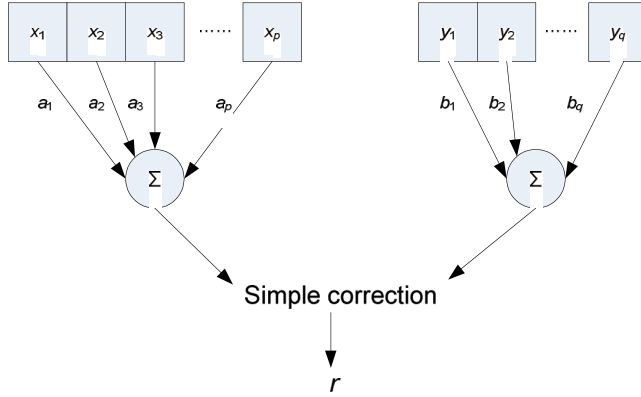 x1 x2 x3 ...... xp
y1 y2 ...... yq
a1 a2 a3 ap
b1 b2 bq
Σ Σ
Simple correction
r